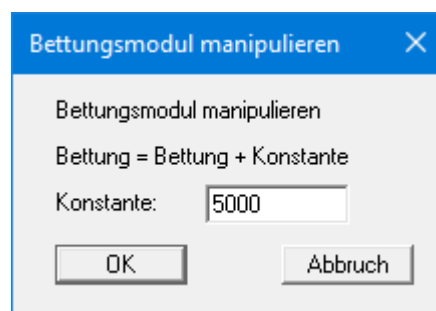 Bettungsmodul manipulieren
Bettungsmodul manipulieren
Bettung = Bettung + Konstante
Konstante: 5000
OK Abbruch